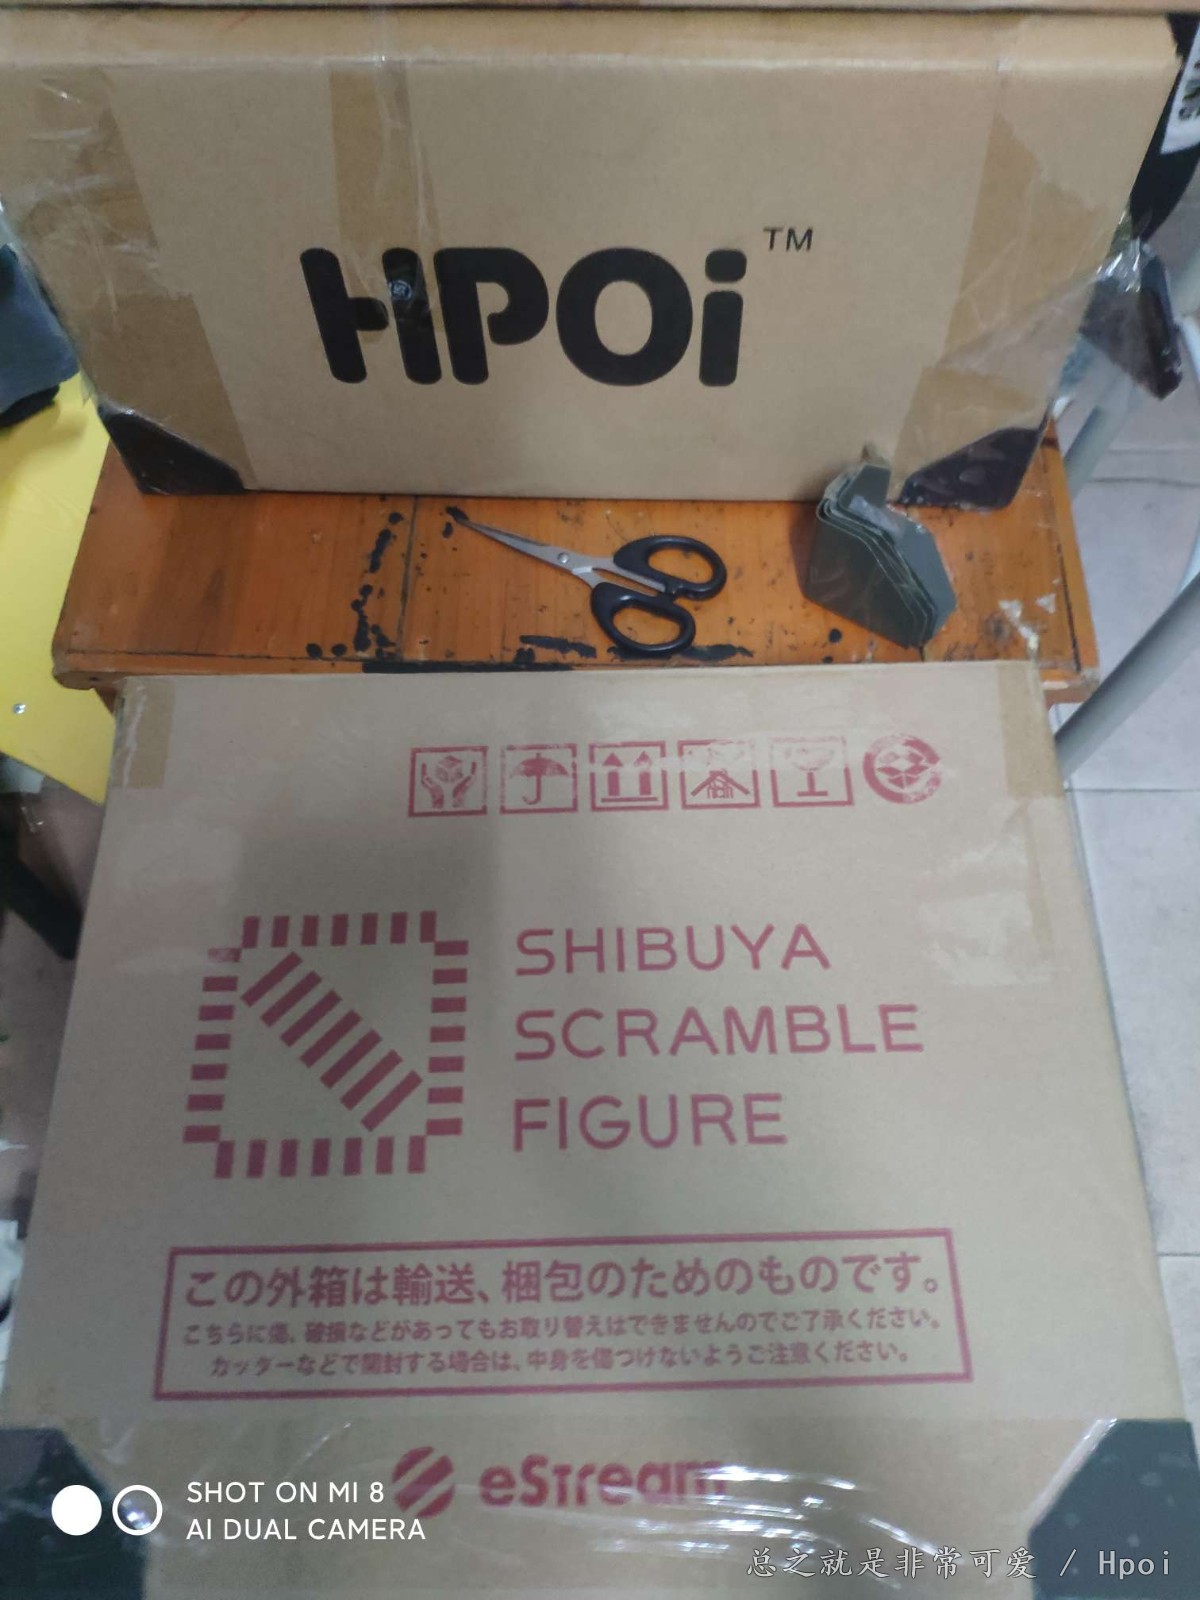 HPOi™
SHIBUYA
SCRAMBLE
FIGURE
この外箱は輸送、梱包のためのものです。
こちらに傷、破損などがあってもお取り替えはできませんのでご了承ください。
カッターなどで開封する場合は、中身を傷つけないようご注意ください。
eStream
SHOT ON MI 8
AI DUAL CAMERA
总之就是非常可爱 / Hpoi